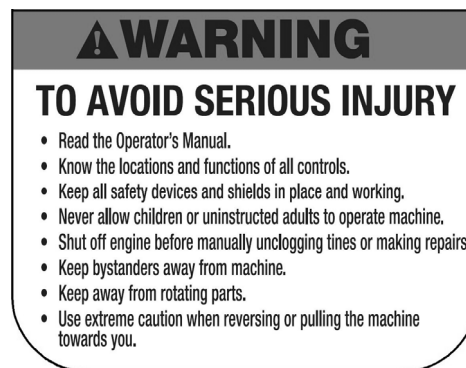 WARNING
TO AVOID SERIOUS INJURY
• Read the Operator's Manual.
• Know the locations and functions of all controls.
• Keep all safety devices and shields in place and working.
• Never allow children or uninstructed adults to operate machine.
• Shut off engine before manually unclogging tines or making repairs
• Keep bystanders away from machine.
• Keep away from rotating parts.
• Use extreme caution when reversing or pulling the machine
towards you.